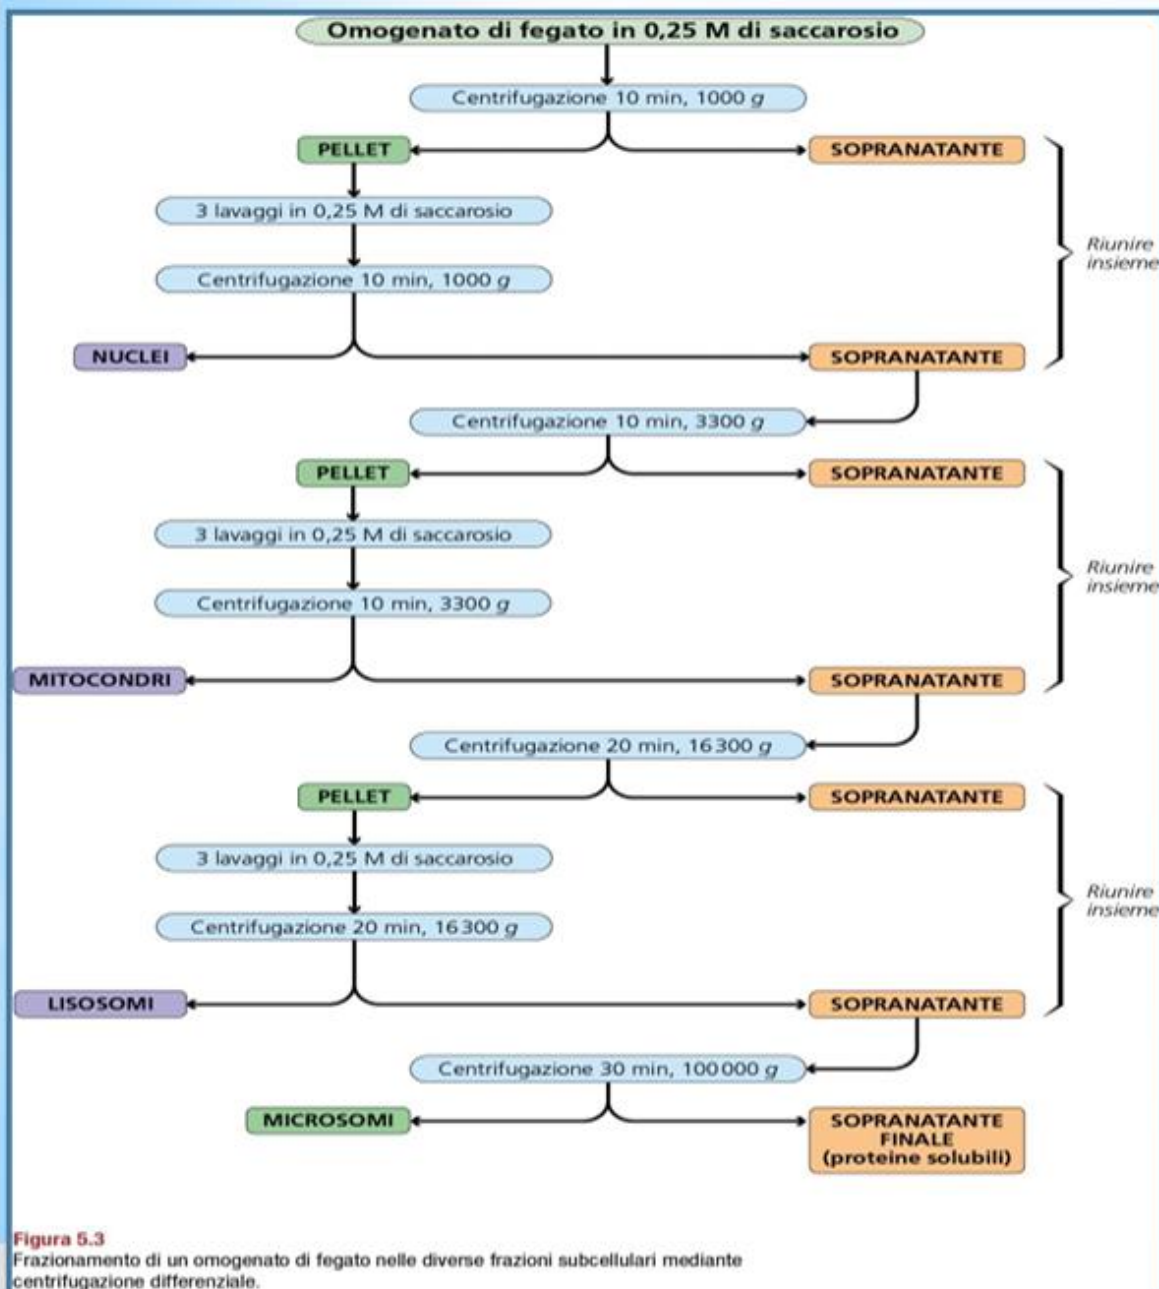 Omogenato di fegato in 0,25 M di saccarosio
Centrifugazione 10 min, 1000 g
PELLET
SOPRANATANTE
3 lavaggi in 0,25 M di saccarosio
Riunire
insieme
Centrifugazione 10 min, 1000 g
NUCLEI
SOPRANATANTE
Centrifugazione 10 min, 3300 g
PELLET
SOPRANATANTE
3 lavaggi in 0,25 M di saccarosio
Riunire
insieme
Centrifugazione 10 min, 3300 g
MITOCONDRI
SOPRANATANTE
Centrifugazione 20 min, 16300 g
PELLET
SOPRANATANTE
3 lavaggi in 0,25 M di saccarosio
Riunire
insieme
Centrifugazione 20 min, 16300 g
LISOSOMI
SOPRANATANTE
Centrifugazione 30 min, 100000 g
MICROSOMI
SOPRANATANTE
FINALE
(proteine solubili)
Figura 5.3
Frazionamento di un omogenato di fegato nelle diverse frazioni subcellulari mediante
centrifugazione differenziale.